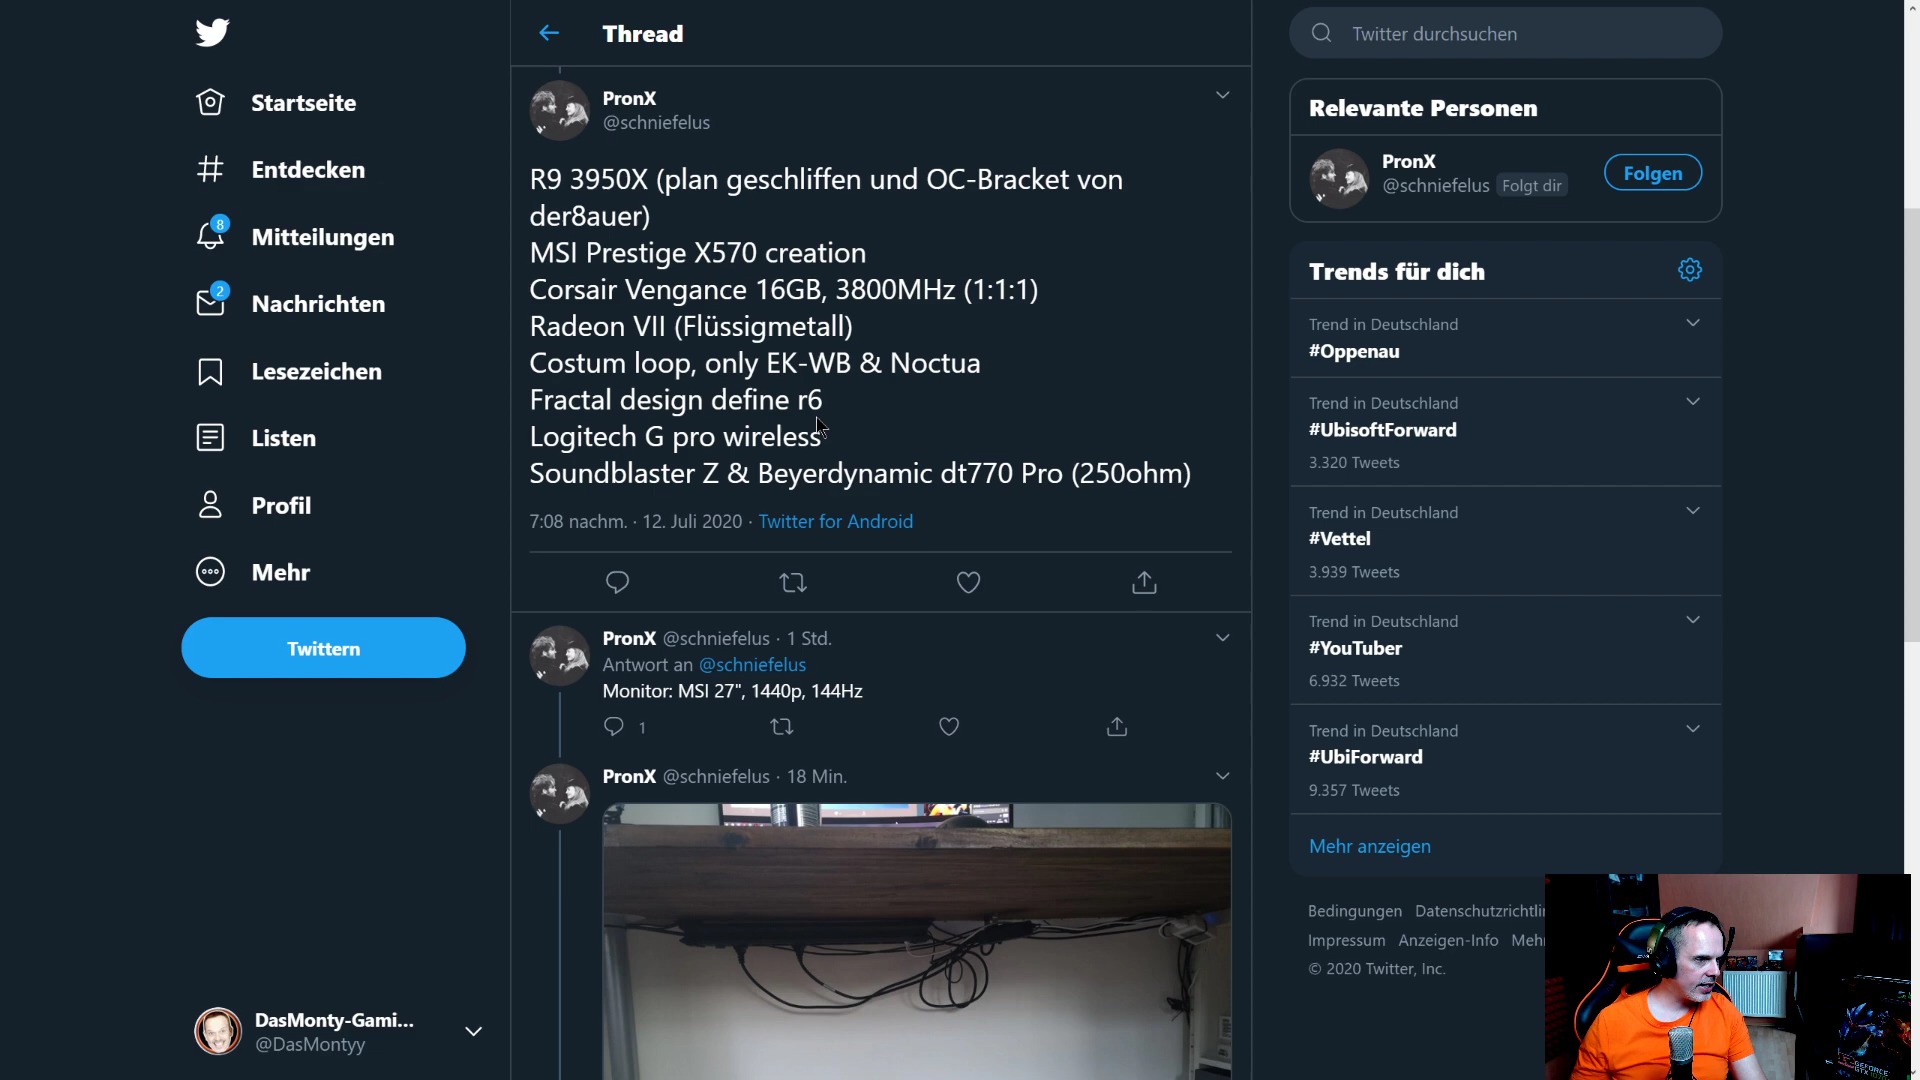 Startseite
Entdecken
8
Mitteilungen
2
Nachrichten
Lesezeichen
Listen
Profil
Mehr
Twittern
DasMonty-Gami...
@DasMontyy
Thread
PronX
@schniefelus
R9 3950X (plan geschliffen und OC-Bracket von
der8auer)
MSI Prestige X570 creation
Corsair Vengance 16GB, 3800MHz (1:1:1)
Radeon VII (Flüssigmetall)
Costum loop, only EK-WB & Noctua
Fractal design define r6
Logitech G pro wireless
Soundblaster Z & Beyerdynamic dt770 Pro (250ohm)
7:08 nachm. · 12. Juli 2020 · Twitter for Android
PronX @schniefelus · 1 Std.
Antwort an @schniefelus
Monitor: MSI 27", 1440p, 144Hz
1
PronX @schniefelus · 18 Min.
Twitter durchsuchen
Relevante Personen
PronX
@schniefelus Folgt dir
Folgen
Trends für dich
Trend in Deutschland
#Oppenau
Trend in Deutschland
#UbisoftForward
3.320 Tweets
Trend in Deutschland
#Vettel
3.939 Tweets
Trend in Deutschland
#YouTuber
6.932 Tweets
Trend in Deutschland
#UbiForward
9.357 Tweets
Mehr anzeigen
Bedingungen Datenschutzrichtli
Impressum Anzeigen-Info Meh
© 2020 Twitter, Inc.
GEFORCE
GTX